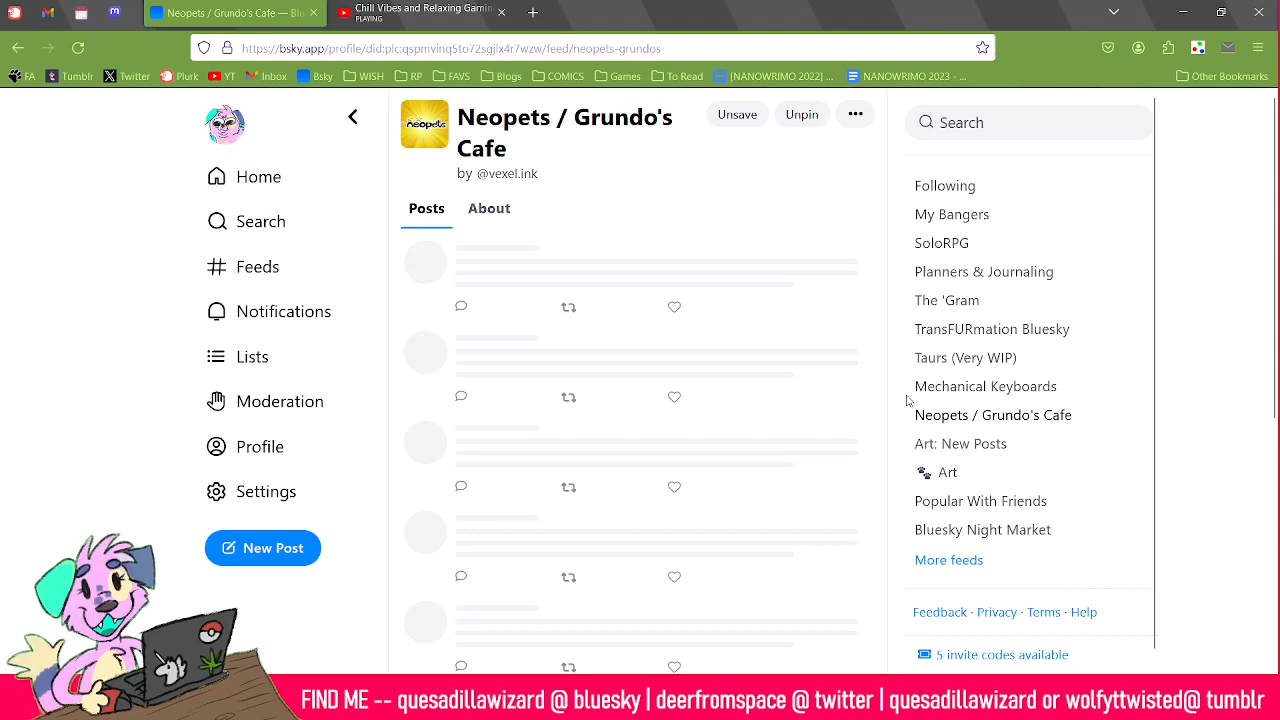 Neopets / Grundo's Cafe — Blu
Chill Vibes and Relaxing Gamin
PLAYING
https://bsky.app/profile/did:plc:qspmvinq5to72sgjlx4r7wzw/feed/neopets-grundos
FA
Tumblr
Twitter
Plurk
YT
Inbox
Bsky
WISH
RP
FAVS
Blogs
COMICS
Games
To Read
[NANOWRIMO 2022] ...
NANOWRIMO 2023 - ...
Other Bookmarks
Home
Search
Feeds
Notifications
Lists
Moderation
Profile
Settings
New Post
neopets
Neopets / Grundo's
Cafe
by @vexel.ink
Unsave
Unpin
Posts
About
Search
Following
My Bangers
SoloRPG
Planners & Journaling
The 'Gram
TransFURmation Bluesky
Taurs (Very WIP)
Mechanical Keyboards
Neopets / Grundo's Cafe
Art: New Posts
🐾 Art
Popular With Friends
Bluesky Night Market
More feeds
Feedback · Privacy · Terms · Help
5 invite codes available
FIND ME -- quesadillawizard @ bluesky | deerfromspace @ twitter | quesadillawizard or wolfyttwisted@ tumblr